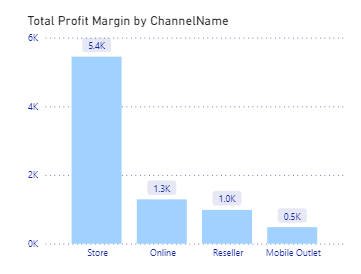 Total Profit Margin by ChannelName
6K
5.4K
4K
2K
1.3K
1.0K
0.5K
0K
Store Online Reseller Mobile Outlet